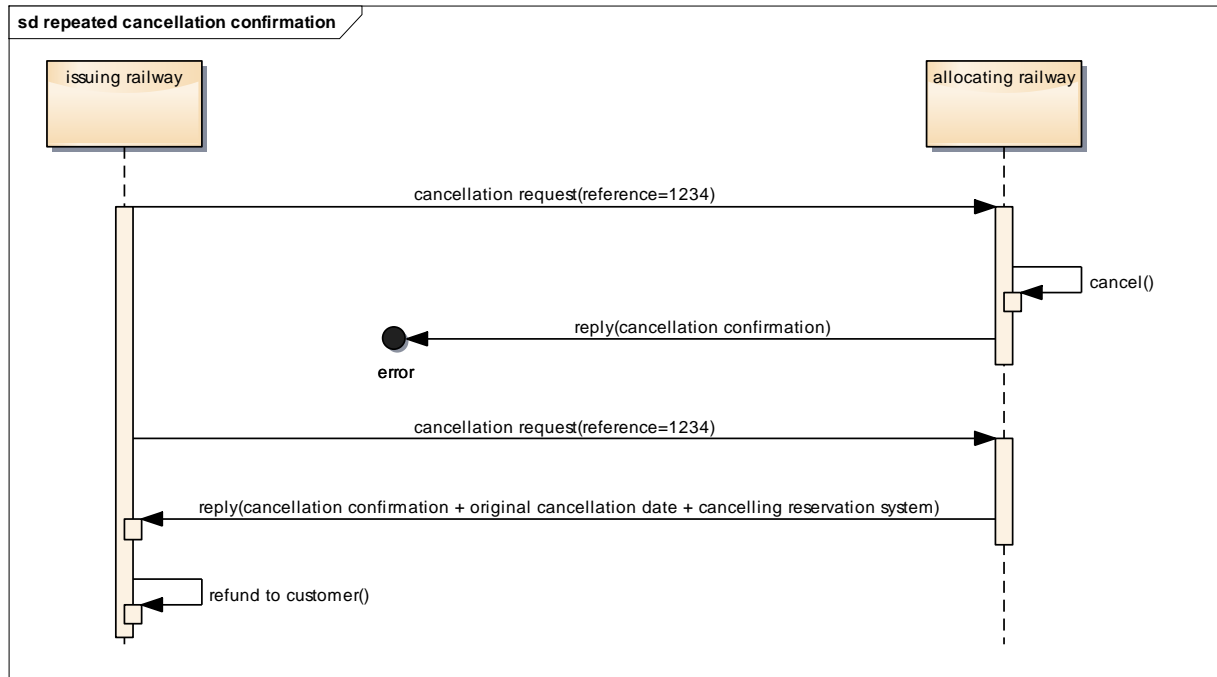 sd repeated cancellation confirmation
issuing railway
allocating railway
cancellation request(reference=1234)
cancel()
reply(cancellation confirmation)
error
cancellation request(reference=1234)
reply(cancellation confirmation + original cancellation date + cancelling reservation system)
refund to customer()